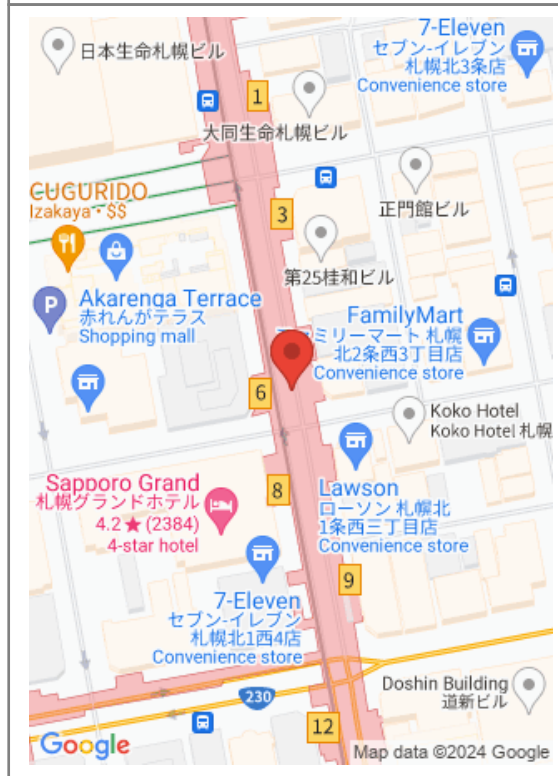 7-Eleven
セブン-イレブン
札幌北3条店
Convenience store
日本生命札幌ビル
1
大同生命札幌ビル
CUGURIDO
Izakaya • $$
3
正門館ビル
第25桂和ビル
P
Akarenga Terrace
赤れんがテラス
Shopping mall
FamilyMart
ミリーマート 札幌
北2条西3丁目店
Convenience store
6
Koko Hotel
Koko Hotel 札幌
Sapporo Grand
札幌グランドホテル
4.2★ (2384)
4-star hotel
8
Lawson
ローソン 札幌北
1条西三丁目店
Convenience store
9
7-Eleven
セブン-イレブン
札幌北1西4店
Convenience store
230
Doshin Building
道新ビル
12
Google
Map data ©2024 Google